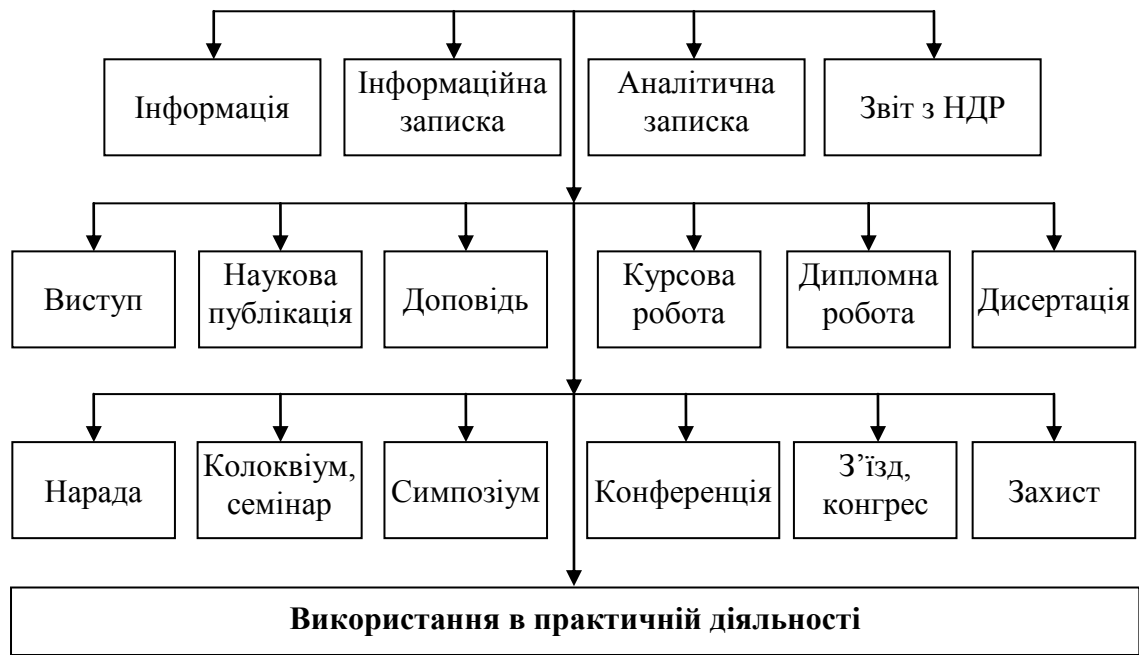 Інформація
Інформаційна
записка
Аналітична
записка
Звіт з НДР
Виступ
Наукова
публікація
Доповідь
Курсова
робота
Дипломна
робота
Дисертація
Нарада
Колоквіум,
семінар
Симпозіум
Конференція
З’їзд,
конгрес
Захист
Використання в практичній діяльності